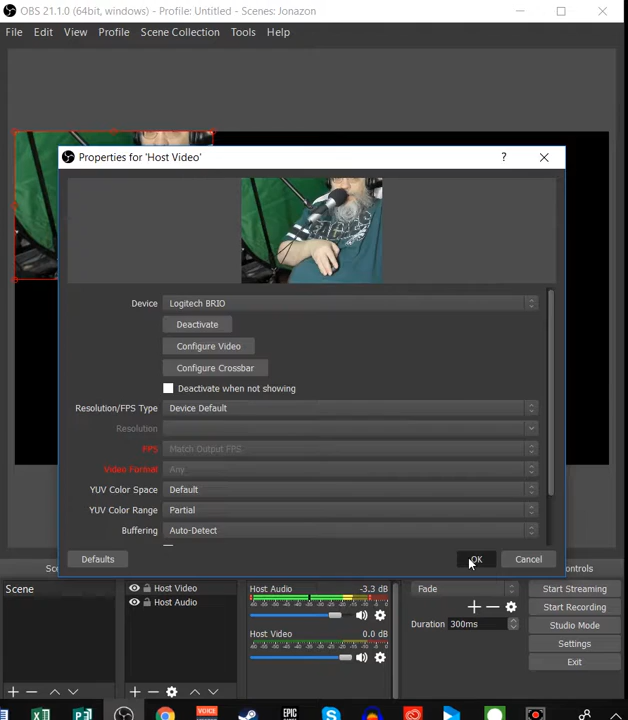 OBS 21.1.0 (64bit, windows) - Profile: Untitled - Scenes: Jonazon
File Edit View Profile Scene Collection Tools Help
Properties for 'Host Video'
?
EAGLES
Device Logitech BRIO
Deactivate
Configure Video
Configure Crossbar
Deactivate when not showing
Resolution/FPS Type Device Default
Resolution
FPS Match Output FPS
Video Format Any
YUV Color Space Default
YUV Color Range Partial
Buffering Auto-Detect
Defaults OK Cancel
Scene
Host Video
Host Audio
Host Audio -3.3 dB
Host Video 0.0 dB
Fade
Duration 300ms
Start Streaming
Start Recording
Studio Mode
Settings
Exit
VOICE
EPIC GAMES